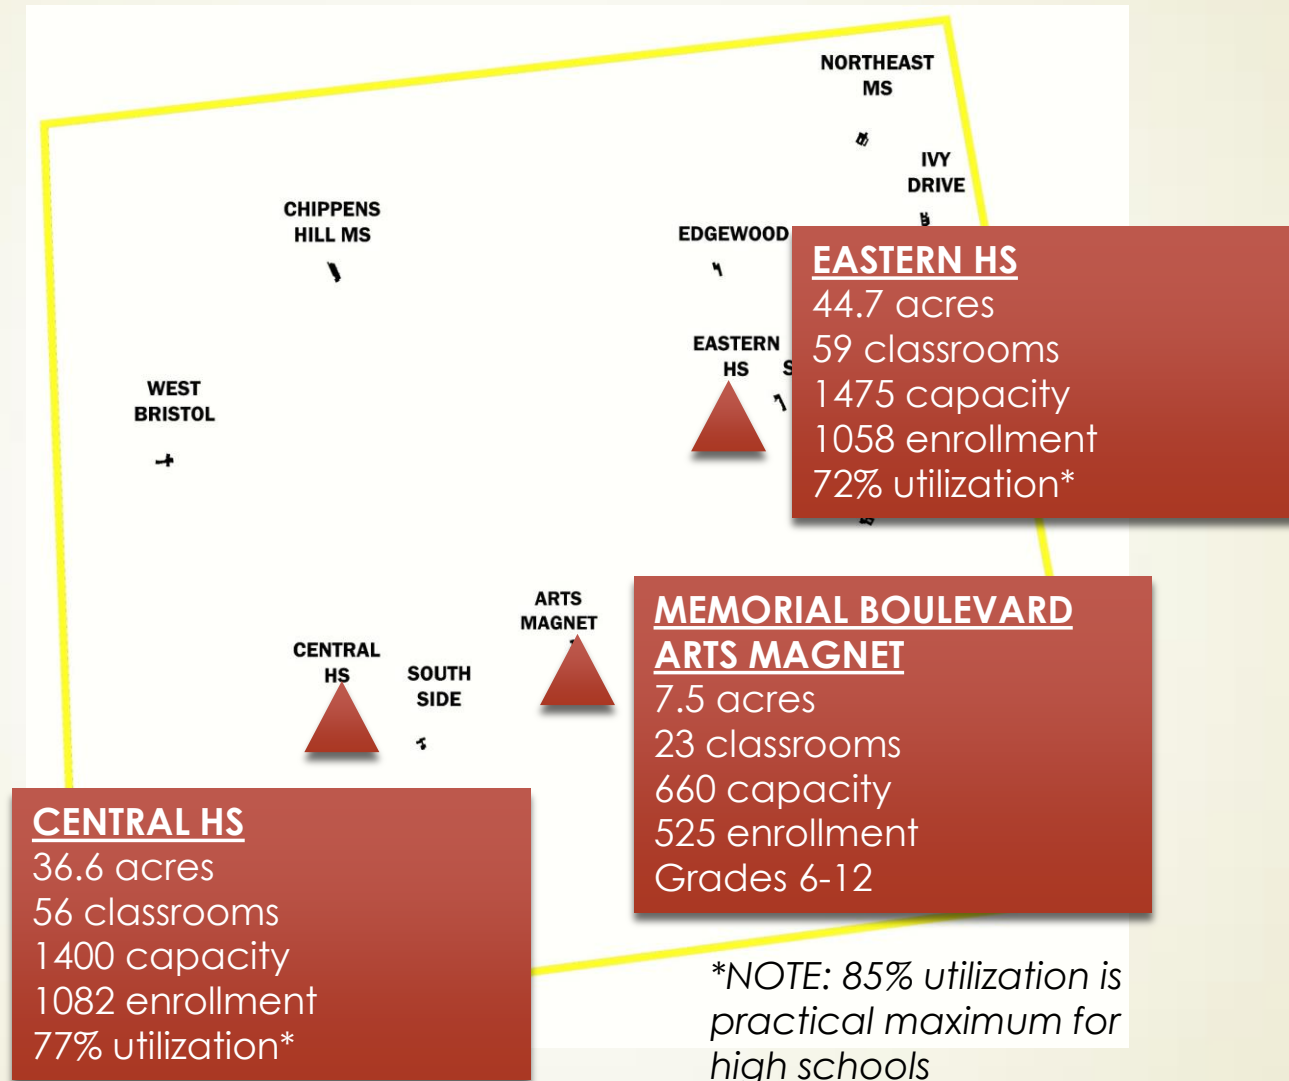 NORTHEAST
MS
IVY
DRIVE
CHIPPENS
HILL MS
EDGEWOOD
EASTERN HS
44.7 acres
59 classrooms
1475 capacity
1058 enrollment
72% utilization*
EASTERN
HS
S
WEST
BRISTOL
ARTS
MAGNET
MEMORIAL BOULEVARD
ARTS MAGNET
7.5 acres
23 classrooms
660 capacity
525 enrollment
Grades 6-12
CENTRAL
HS
SOUTH
SIDE
CENTRAL HS
36.6 acres
56 classrooms
1400 capacity
1082 enrollment
77% utilization*
*NOTE: 85% utilization is
practical maximum for
high schools